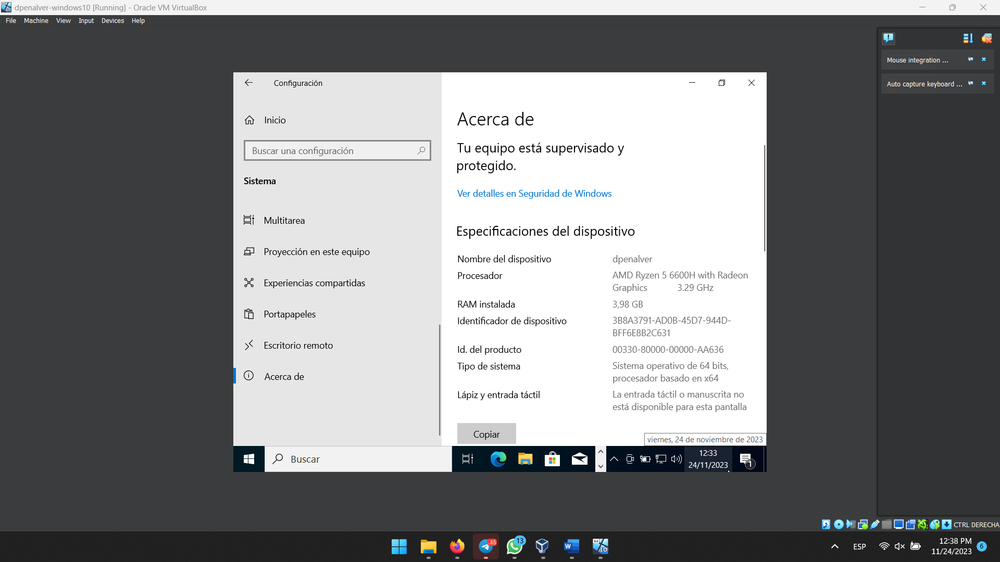 dpenalver-windows10 [Running] - Oracle VM VirtualBox
File Machine View Input Devices Help
Mouse integration ...
Auto capture keyboard ...
Configuración
Inicio
Buscar una configuración
Sistema
Multitarea
Proyección en este equipo
Experiencias compartidas
Portapapeles
Escritorio remoto
Acerca de
Acerca de
Tu equipo está supervisado y
protegido.
Ver detalles en Seguridad de Windows
Especificaciones del dispositivo
Nombre del dispositivo dpenalver
Procesador AMD Ryzen 5 6600H with Radeon
Graphics 3.29 GHz
RAM instalada 3,98 GB
Identificador de dispositivo 3B8A3791-AD0B-45D7-944D-
BFF6E8B2C631
Id. del producto 00330-80000-00000-AA636
Tipo de sistema Sistema operativo de 64 bits,
procesador basado en x64
Lápiz y entrada táctil La entrada táctil o manuscrita no
está disponible para esta pantalla
Copiar
viernes, 24 de noviembre de 2023
Buscar
12:33
24/11/2023
1
CTRL DERECHA
..65
13
W
64
10
ESP
12:38 PM
11/24/2023
6